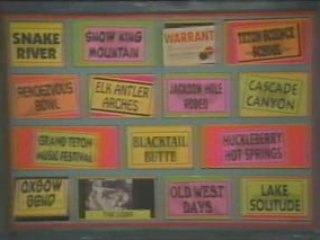 SNAKE
RIVER
SNOW KING
MOUNTAIN
WARRANT
TETON SCIENCE
SCHOOL
RENDEZVOUS
BOWL
ELK ANTLER
ARCHES
JACKSON HOLE
RODEO
CASCADE
CANYON
GRAND TETON
MUSIC FESTIVAL
BLACKTAIL
BUTTE
HUCKLEBERRY
HOT SPRINGS
OXBOW
BEND
OLD WEST
DAYS
LAKE
SOLITUDE